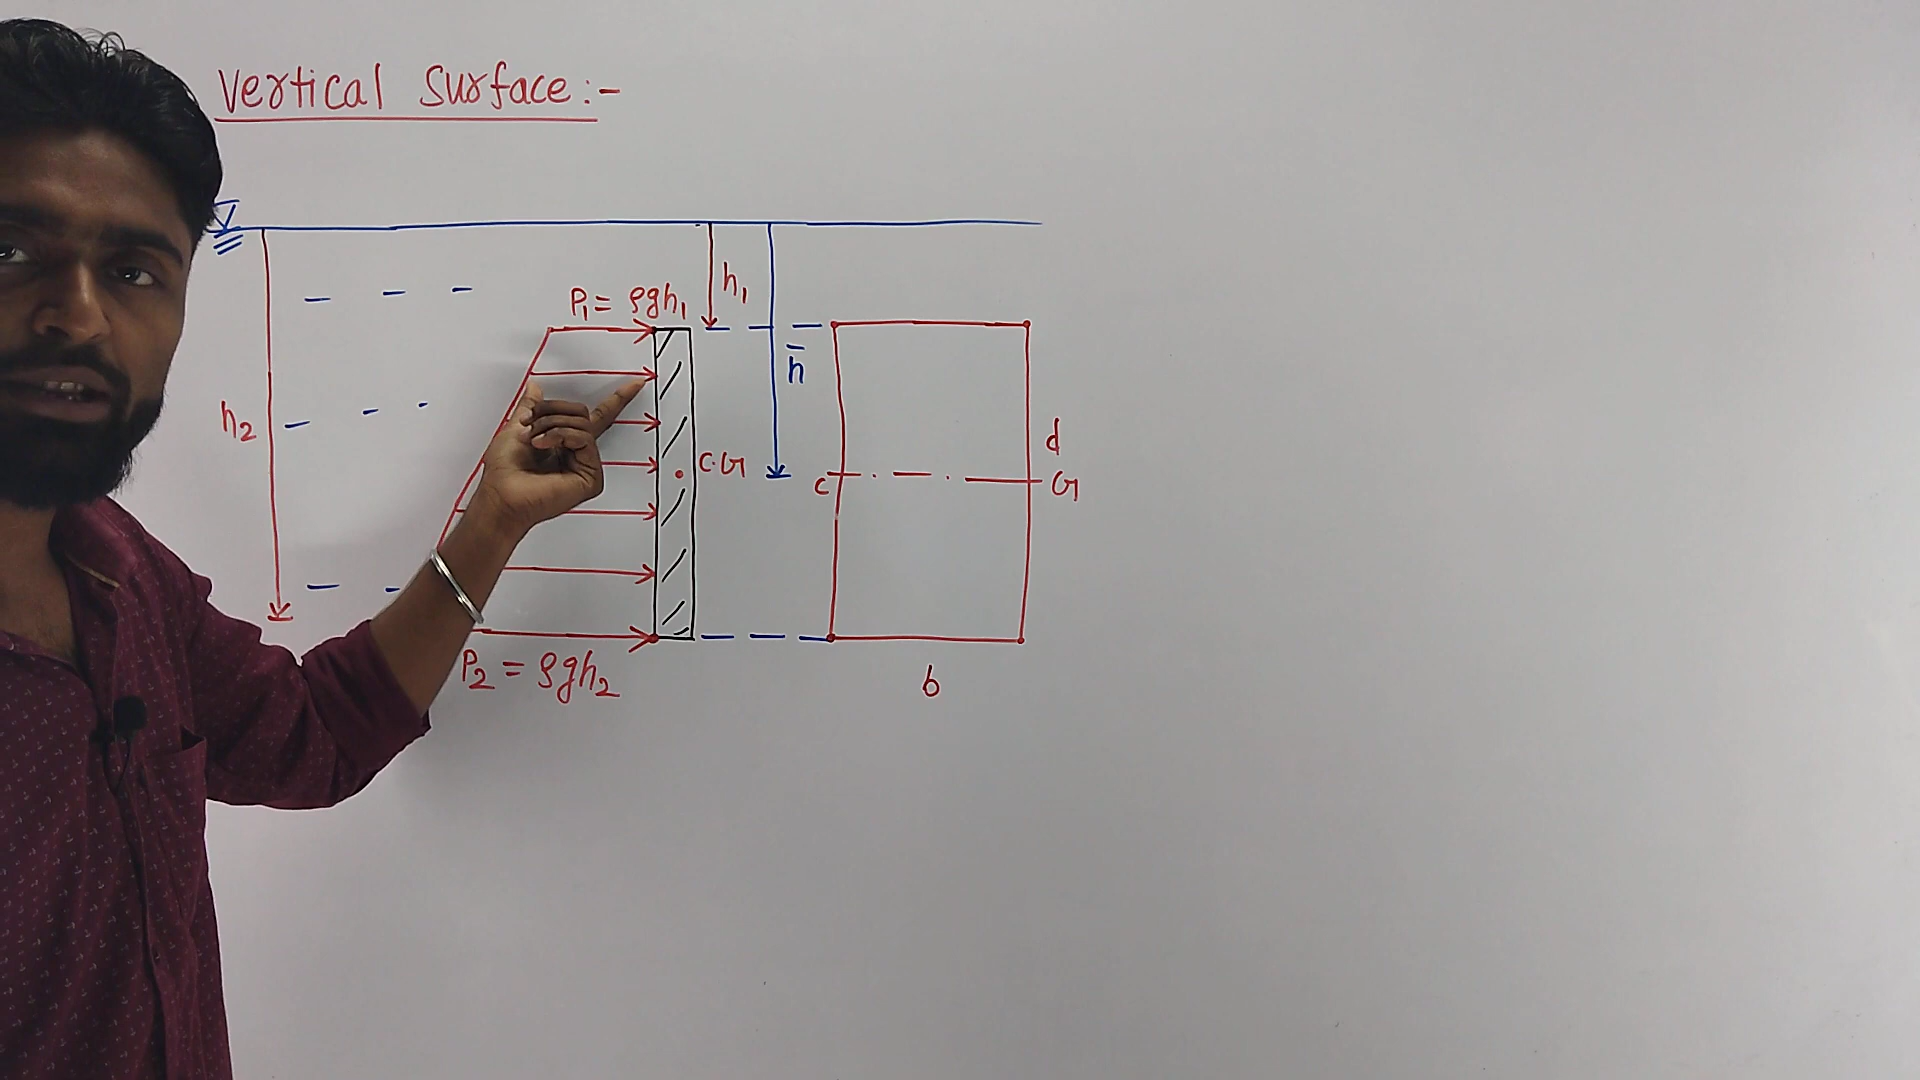 Vertical Surface:-
h₁
P₁ = ρgh₁
h̄
h₂
C.G
d
C
G
P₂ = ρgh₂
b